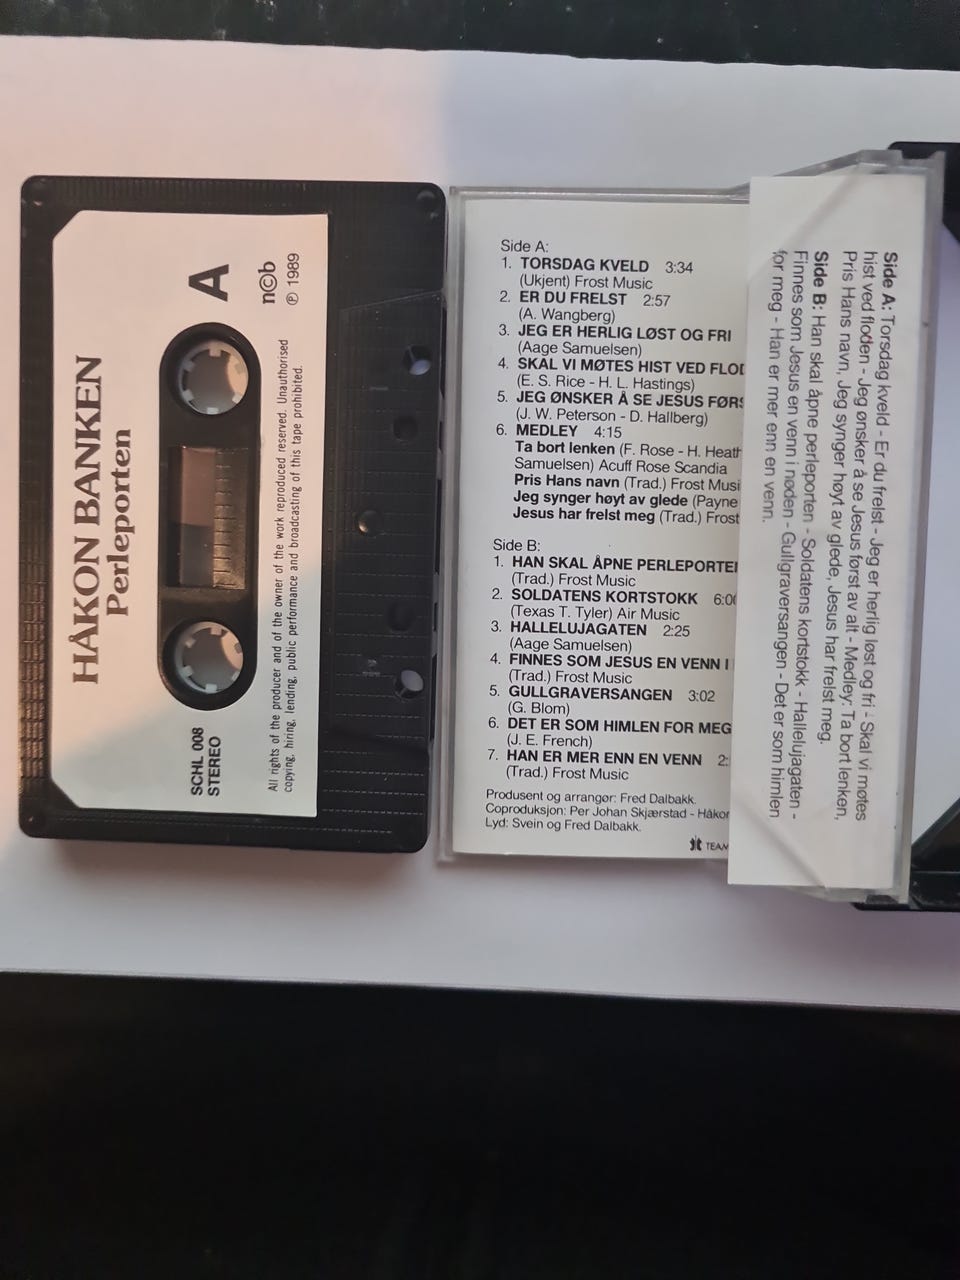 HÅKON BANKEN
Perleporten
A
n©b
℗ 1989
SCHL 008
STEREO
All rights of the producer and of the owner of the work reproduced reserved. Unauthorised
copying, hiring, lending, public performance and broadcasting of this tape prohibited.
Side A:
1. TORSDAG KVELD 3:34
(Ukjent) Frost Music
2. ER DU FRELST 2:57
(A. Wangberg)
3. JEG ER HERLIG LØST OG FRI
(Aage Samuelsen)
4. SKAL VI MØTES HIST VED FLO
(E. S. Rice - H. L. Hastings)
5. JEG ØNSKER Å SE JESUS FØRS
(J. W. Peterson - D. Hallberg)
6. MEDLEY 4:15
Ta bort lenken (F. Rose - H. Heath
Samuelsen) Acuff Rose Scandia
Pris Hans navn (Trad.) Frost Musi
Jeg synger høyt av glede (Payne
Jesus har frelst meg (Trad.) Frost
Side B:
1. HAN SKAL ÅPNE PERLEPORTE
(Trad.) Frost Music
2. SOLDATENS KORTSTOKK 6:0
(Texas T. Tyler) Air Music
3. HALLELUJAGATEN 2:25
(Aage Samuelsen)
4. FINNES SOM JESUS EN VENN I
(Trad.) Frost Music
5. GULLGRAVERSANGEN 3:02
(G. Blom)
6. DET ER SOM HIMLEN FOR MEG
(J. E. French)
7. HAN ER MER ENN EN VENN 2:
(Trad.) Frost Music
Produsent og arrangør: Fred Dalbakk.
Coproduksjon: Per Johan Skjærstad - Håkon
Lyd: Svein og Fred Dalbakk.
TEAM
Side A: Torsdag kveld - Er du frelst - Jeg er herlig løst og fri - Skal vi møtes
hist ved floden - Jeg ønsker å se Jesus først av alt - Medley: Ta bort lenken,
Pris Hans navn, Jeg synger høyt av glede, Jesus har frelst meg.
Side B: Han skal åpne perleporten - Soldatens kortstokk - Hallelujagaten -
Finnes som Jesus en venn i nøden - Gullgraversangen - Det er som himlen
for meg - Han er mer enn en venn.